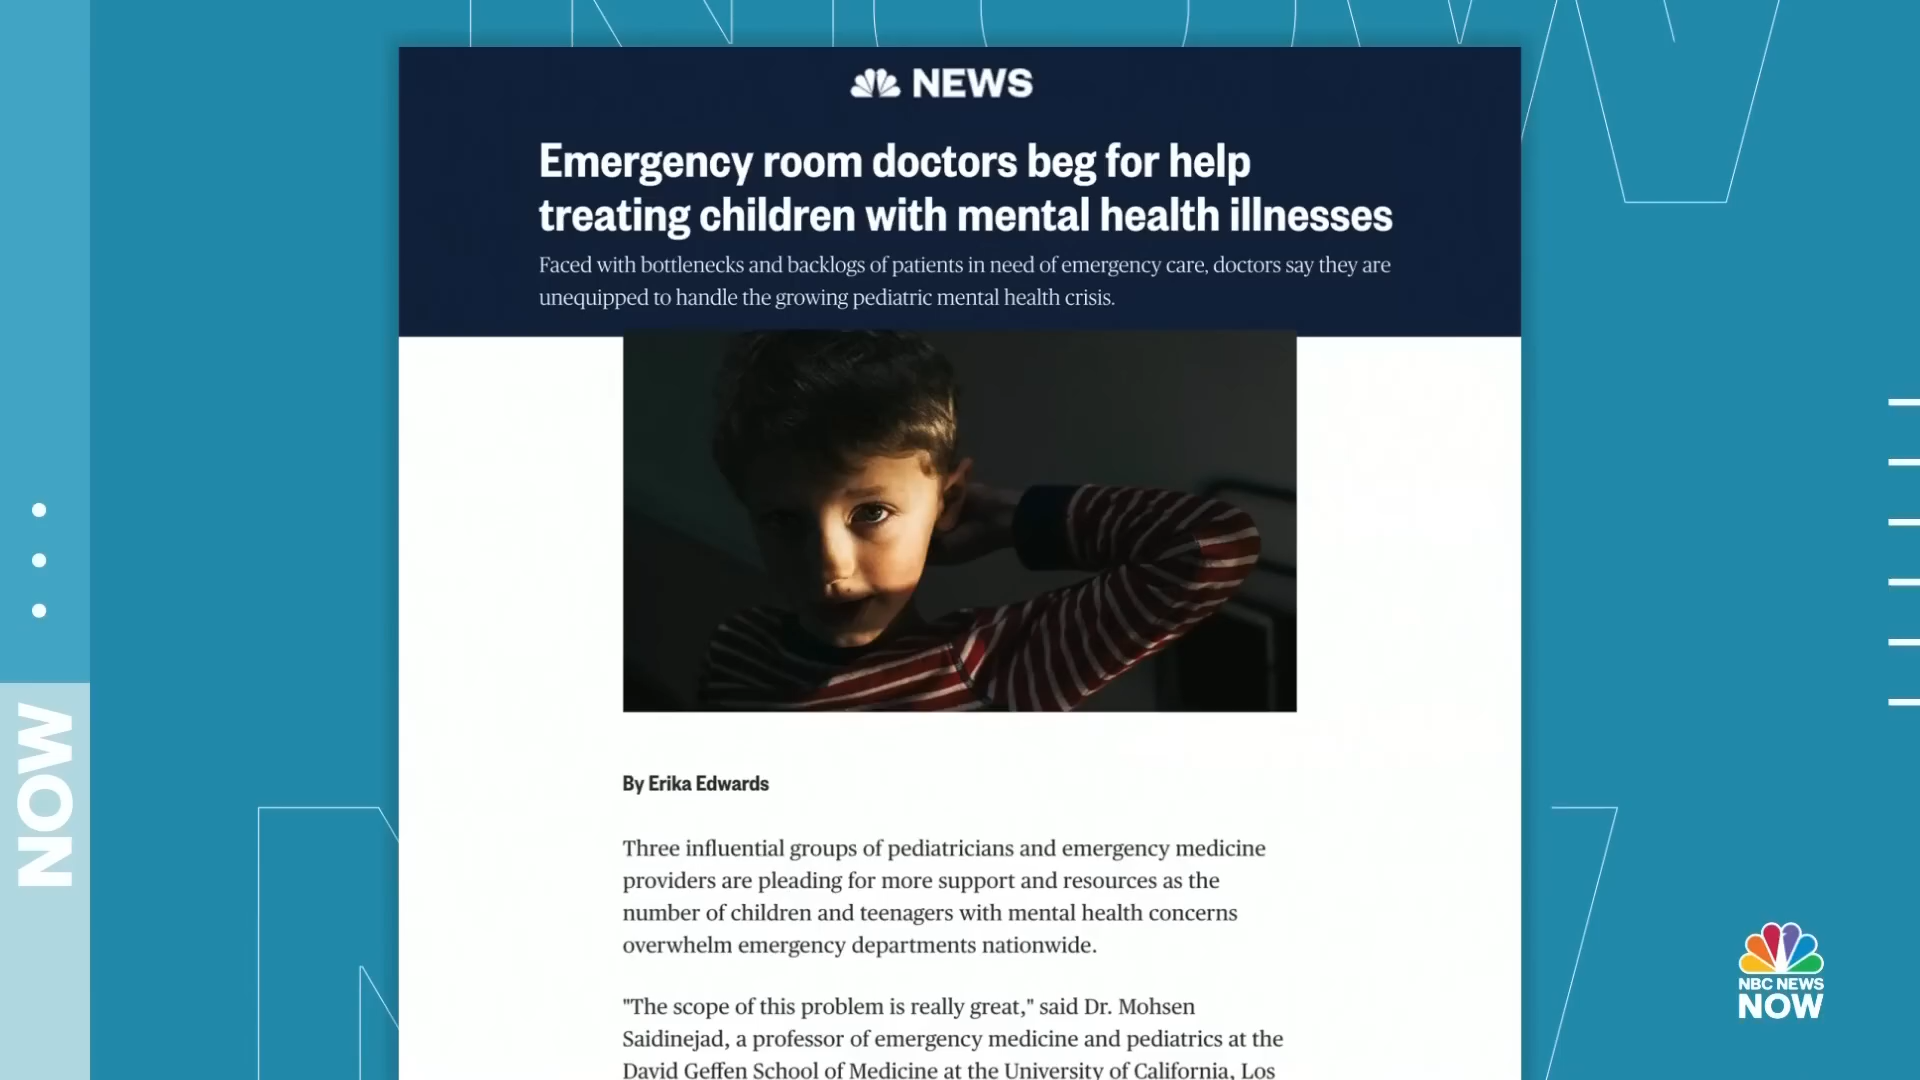 NEWS
Emergency room doctors beg for help
treating children with mental health illnesses
Faced with bottlenecks and backlogs of patients in need of emergency care, doctors say they are
unequipped to handle the growing pediatric mental health crisis.
By Erika Edwards
Three influential groups of pediatricians and emergency medicine
providers are pleading for more support and resources as the
number of children and teenagers with mental health concerns
overwhelm emergency departments nationwide.
"The scope of this problem is really great," said Dr. Mohsen
Saidinejad, a professor of emergency medicine and pediatrics at the
David Geffen School of Medicine at the University of California, Los
NOW
NBC NEWS
NOW